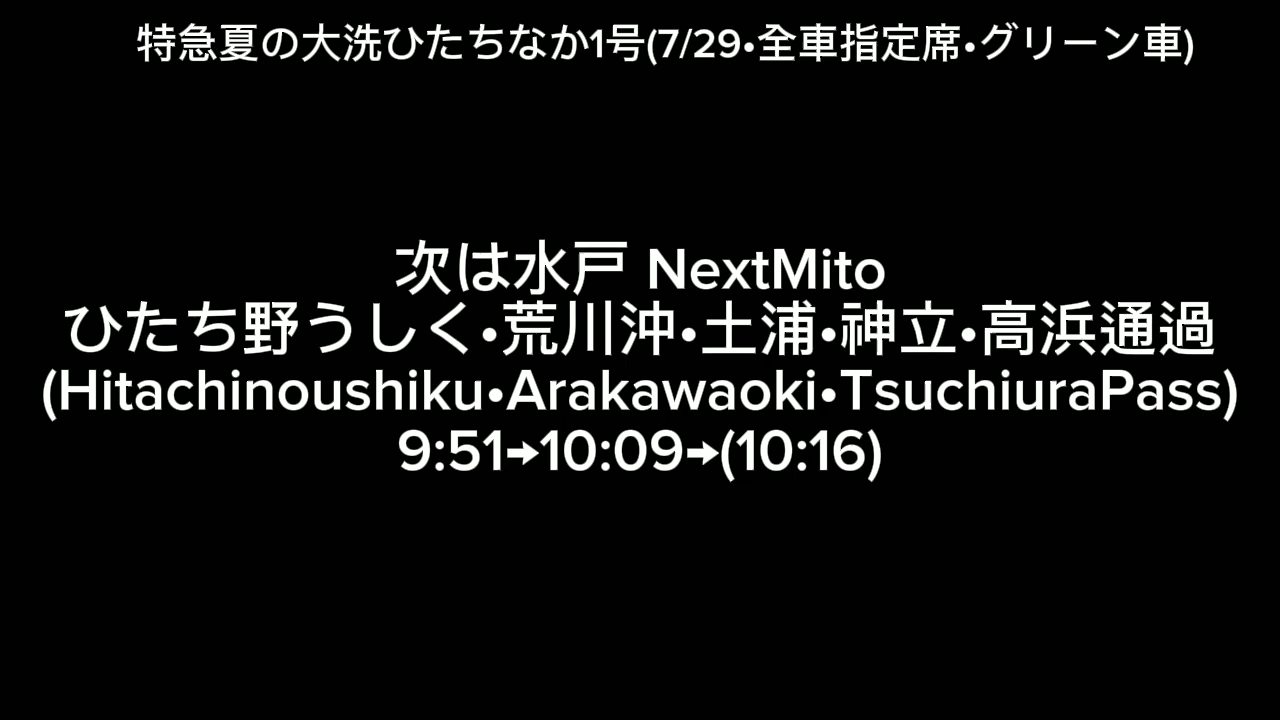 特急夏の大洗ひたちなか1号(7/29•全車指定席•グリーン車)
次は水戸 NextMito
ひたち野うしく•荒川沖•土浦•神立•高浜通過
(Hitachinoushiku•Arakawaoki•TsuchiuraPass)
9:51➡10:09➡(10:16)